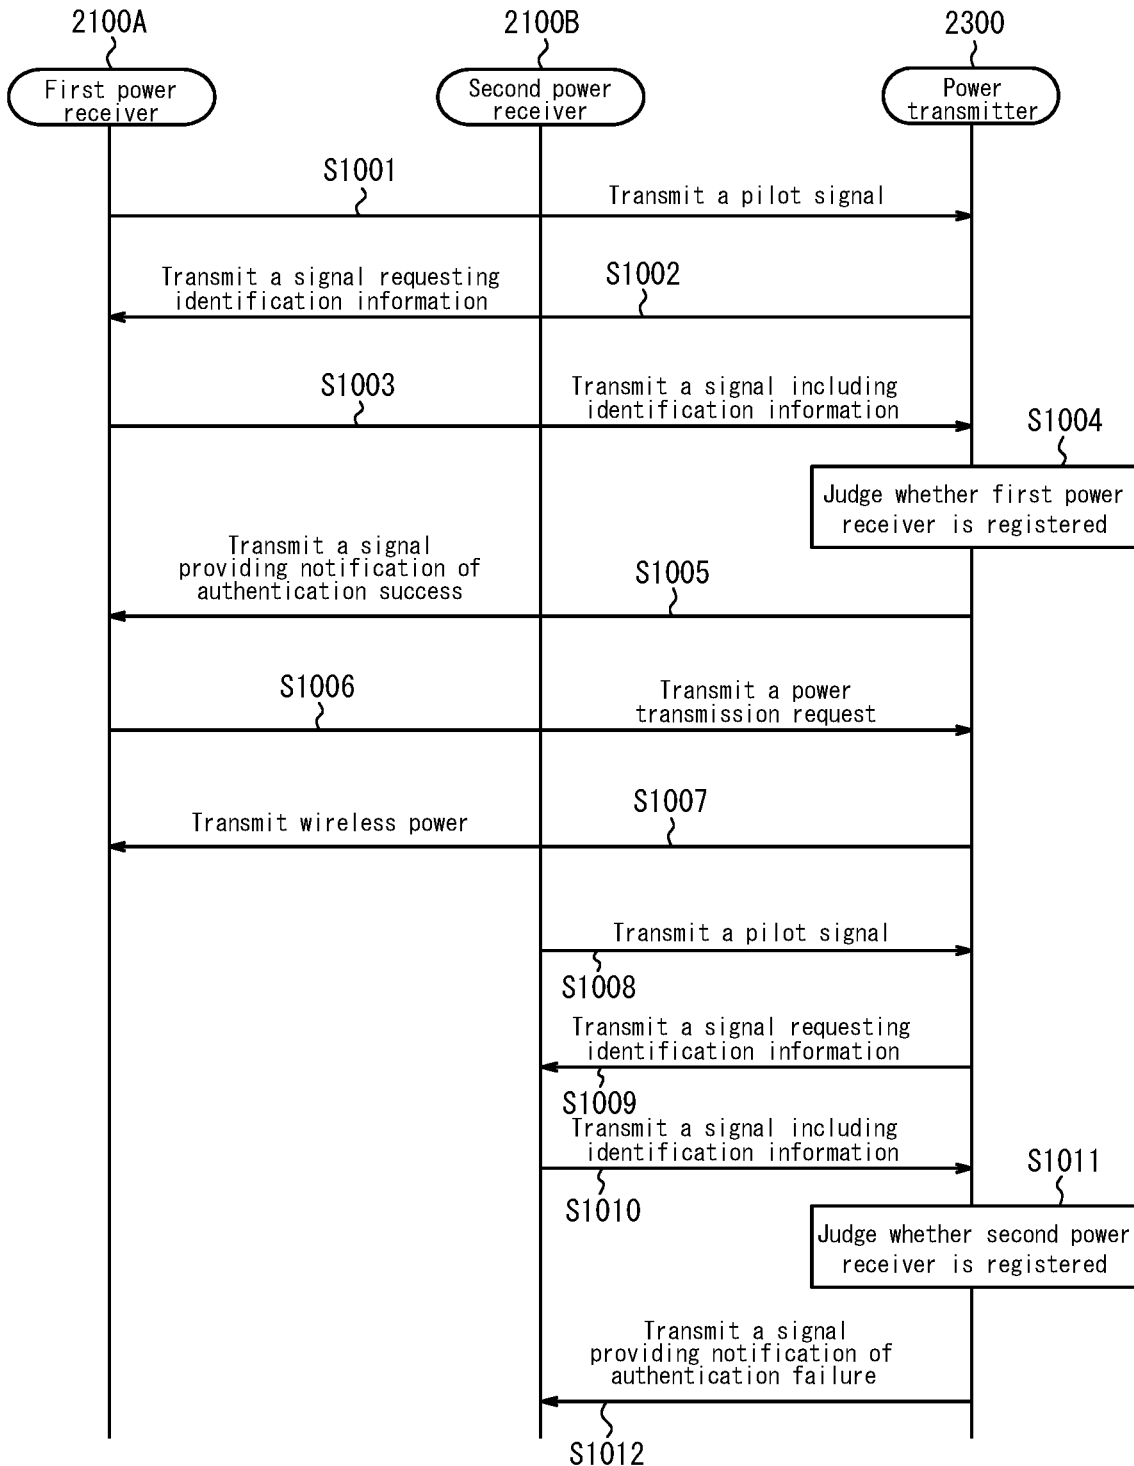 2100A
2100B
2300
First power
receiver
Second power
receiver
Power
transmitter
S1001
Transmit a pilot signal
Transmit a signal requesting
identification information
S1002
S1003
Transmit a signal including
identification information
S1004
Judge whether first power
receiver is registered
Transmit a signal
providing notification of
authentication success
S1005
S1006
Transmit a power
transmission request
Transmit wireless power
S1007
Transmit a pilot signal
S1008
Transmit a signal requesting
identification information
S1009
Transmit a signal including
identification information
S1010
S1011
Judge whether second power
receiver is registered
Transmit a signal
providing notification of
authentication failure
S1012